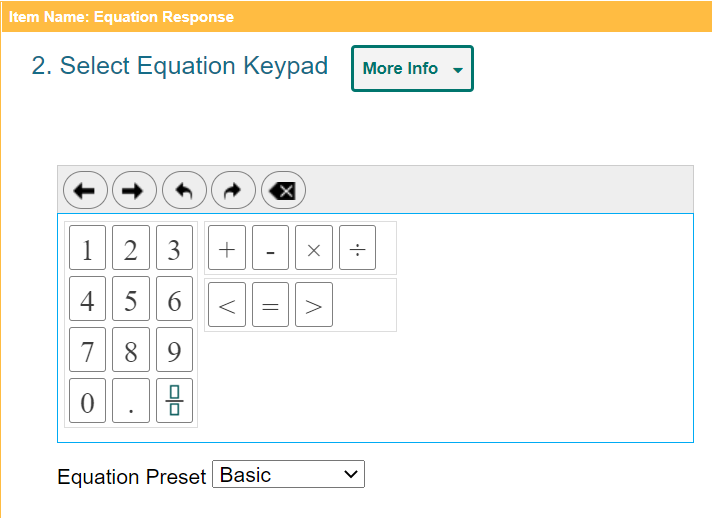 Item Name: Equation Response
2. Select Equation Keypad More Info
1 2 3 + - × ÷
4 5 6 < = >
7 8 9
0 .
Equation Preset Basic